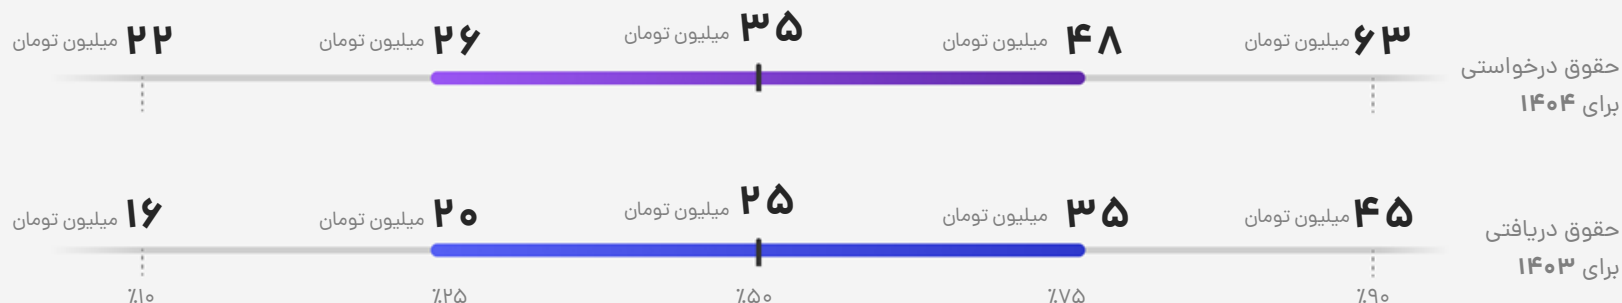 ۶۳ میلیون تومان ۴۸ میلیون تومان ۳۵ میلیون تومان ۲۶ میلیون تومان ۲۲ میلیون تومان
حقوق درخواستی
برای ۱۴۰۴
۴۵ میلیون تومان ۳۵ میلیون تومان ۲۵ میلیون تومان ۲۰ میلیون تومان ۱۶ میلیون تومان
حقوق دریافتی
برای ۱۴۰۳
٪۹۰ ٪۷۵ ٪۵۰ ٪۲۵ ٪۱۰